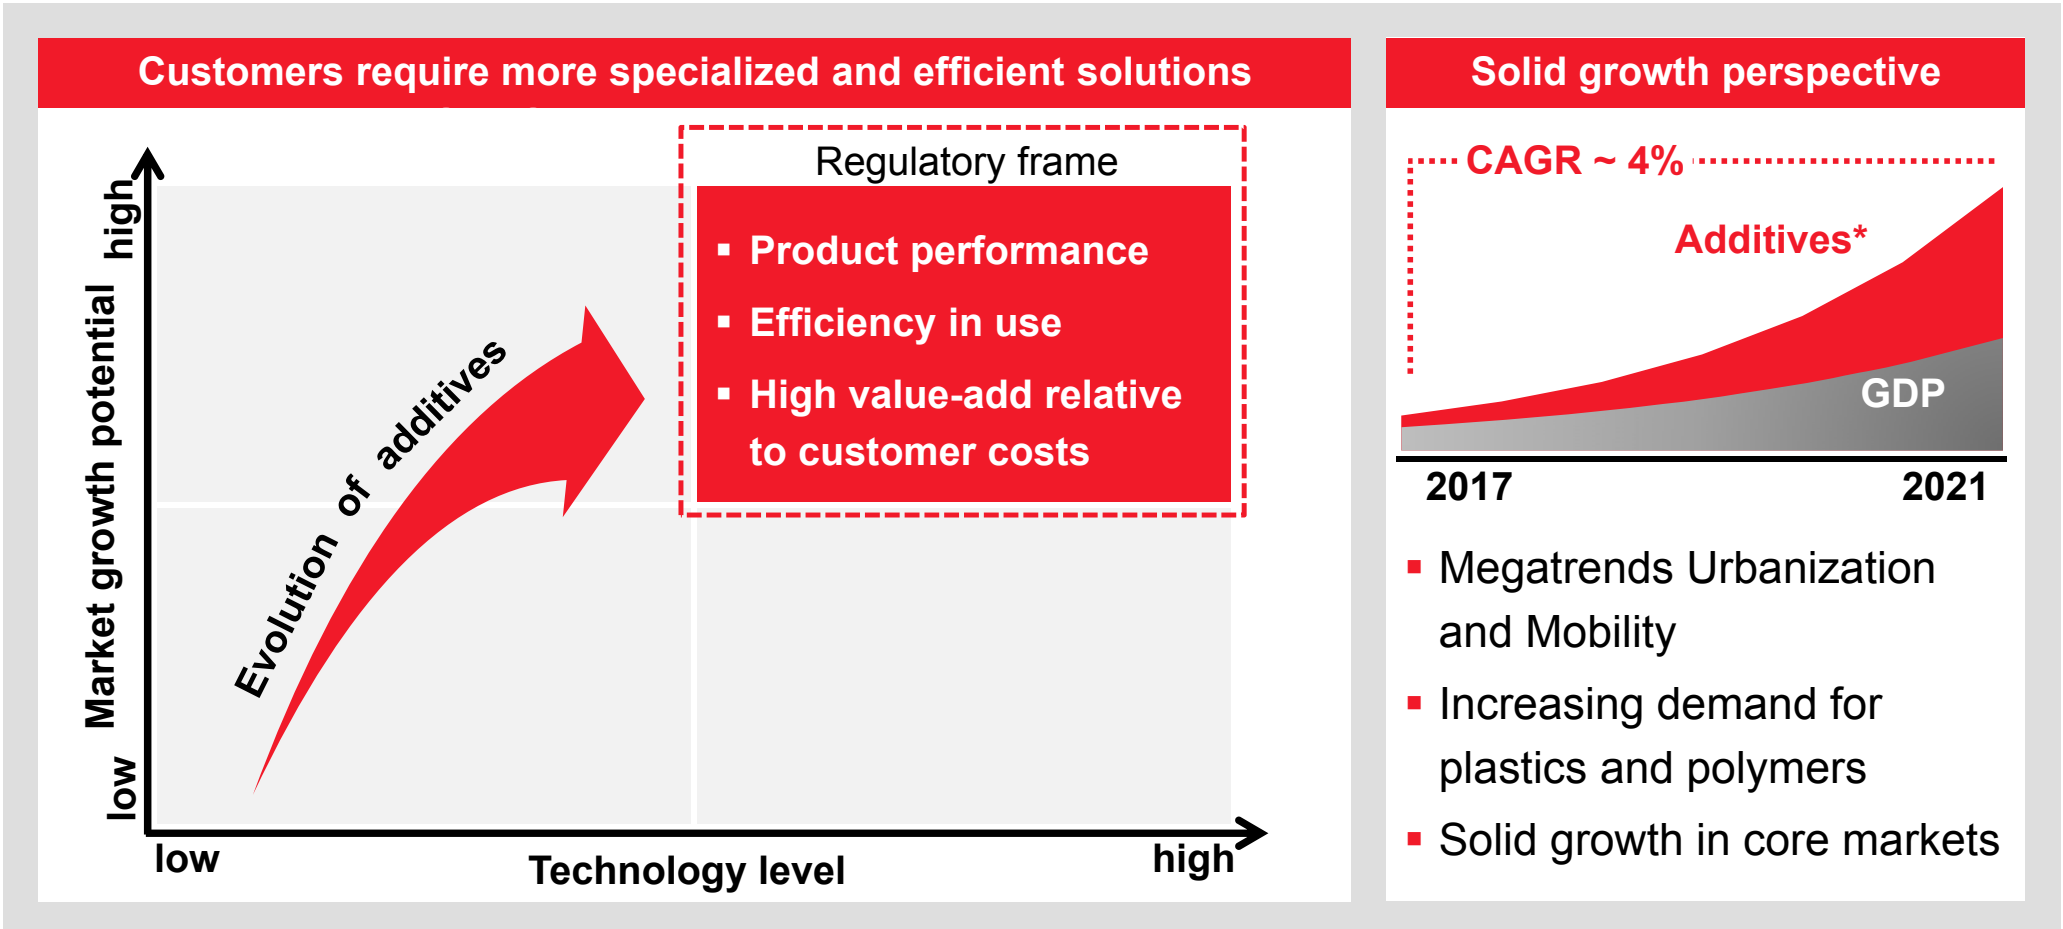 Customers require more specialized and efficient solutions
Regulatory frame
▪ Product performance
▪ Efficiency in use
▪ High value-add relative
to customer costs
Evolution of additives
high
Market growth potential
low
low
Technology level
high
Solid growth perspective
CAGR ~ 4%
Additives*
GDP
2017
2021
▪ Megatrends Urbanization
and Mobility
▪ Increasing demand for
plastics and polymers
▪ Solid growth in core markets